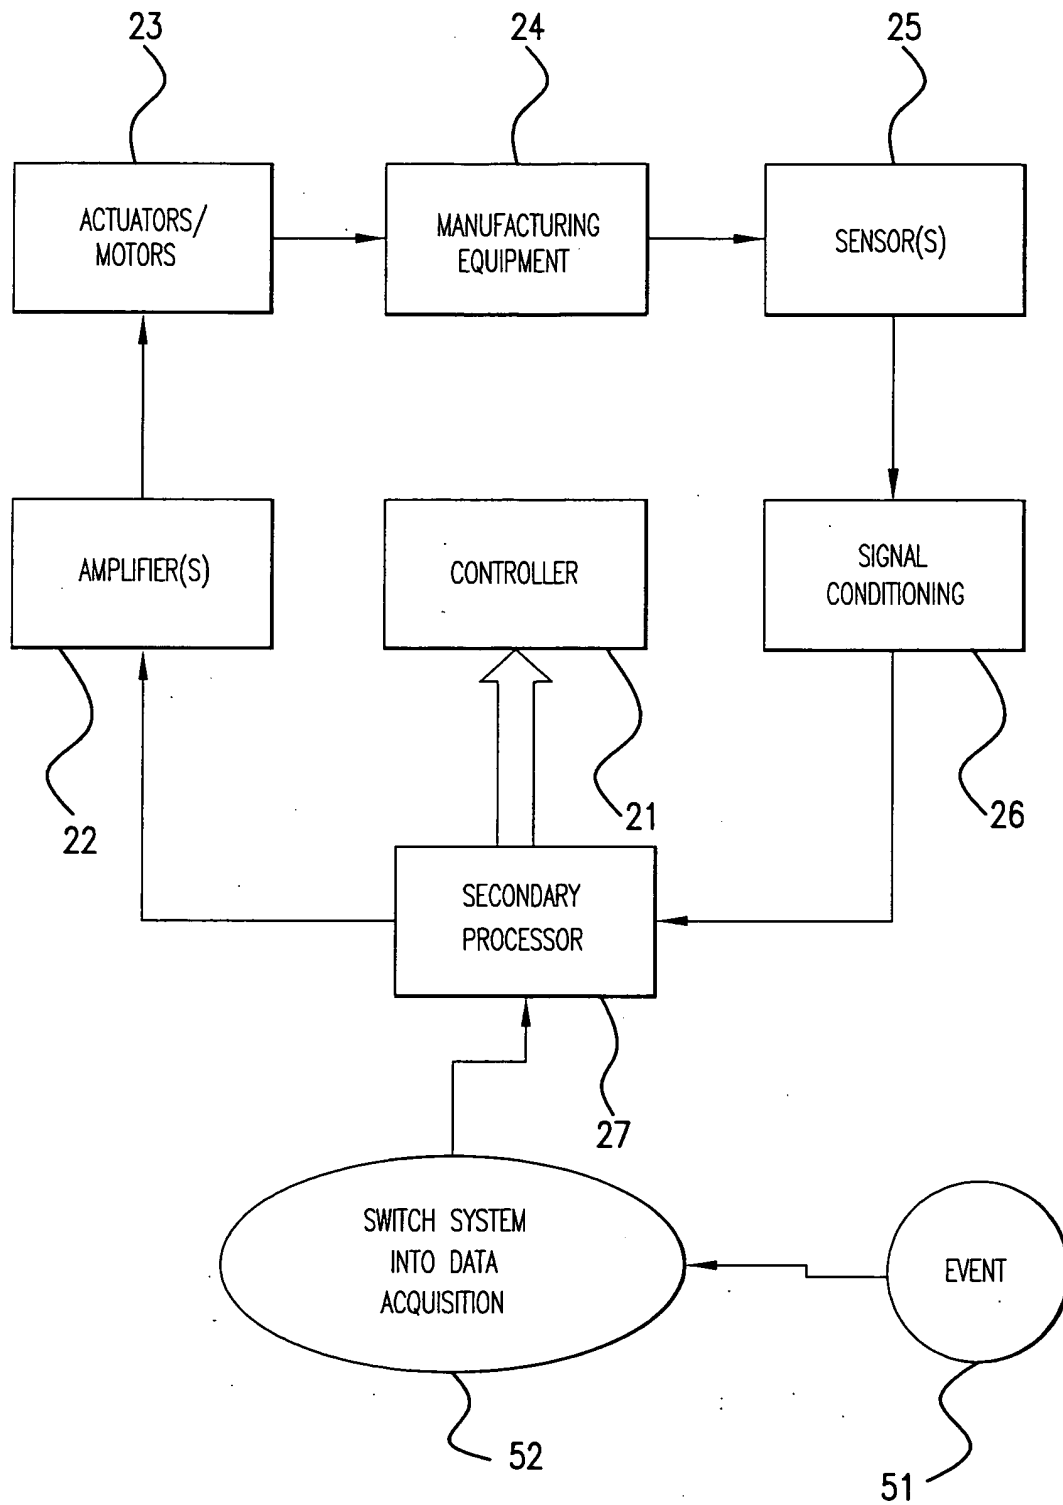 23
24
25
ACTUATORS/
MOTORS
MANUFACTURING
EQUIPMENT
SENSOR(S)
AMPLIFIER(S)
CONTROLLER
SIGNAL
CONDITIONING
22
21
26
SECONDARY
PROCESSOR
27
SWITCH SYSTEM
INTO DATA
ACQUISITION
EVENT
52
51